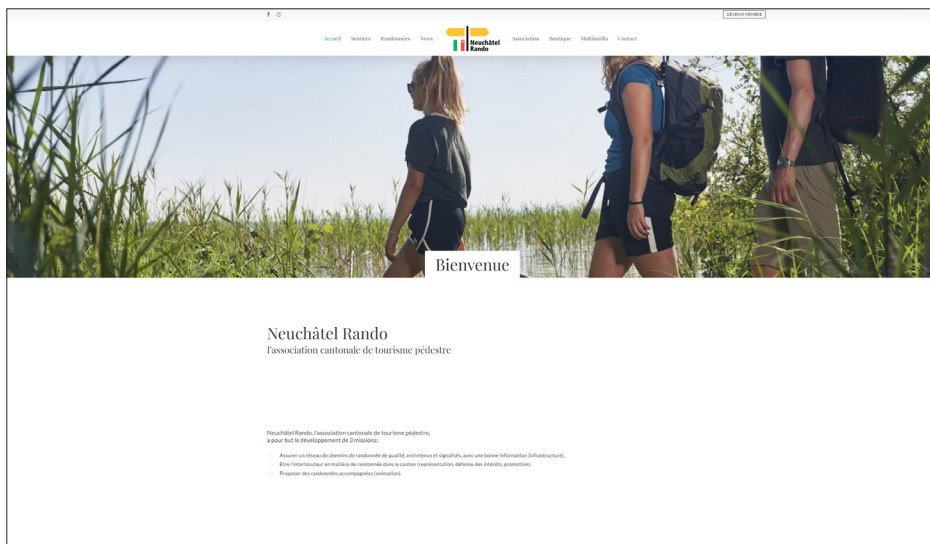 DEVENIR MEMBRE
Accueil Sentiers Randonnées News Neuchâtel Rando Association Boutique Multimédia Contact
Bienvenue
Neuchâtel Rando
l'association cantonale de tourisme pédestre
Neuchâtel Rando, l'association cantonale de tourisme pédestre,
a pour but le développement de 3 missions:
Assurer un réseau de chemins de randonnée de qualité, entretenus et signalisés, avec une bonne information (infrastructure).
Etre l'interlocuteur en matière de randonnée dans le canton (représentation, défense des intérêts, promotion).
Proposer des randonnées accompagnées (animation).